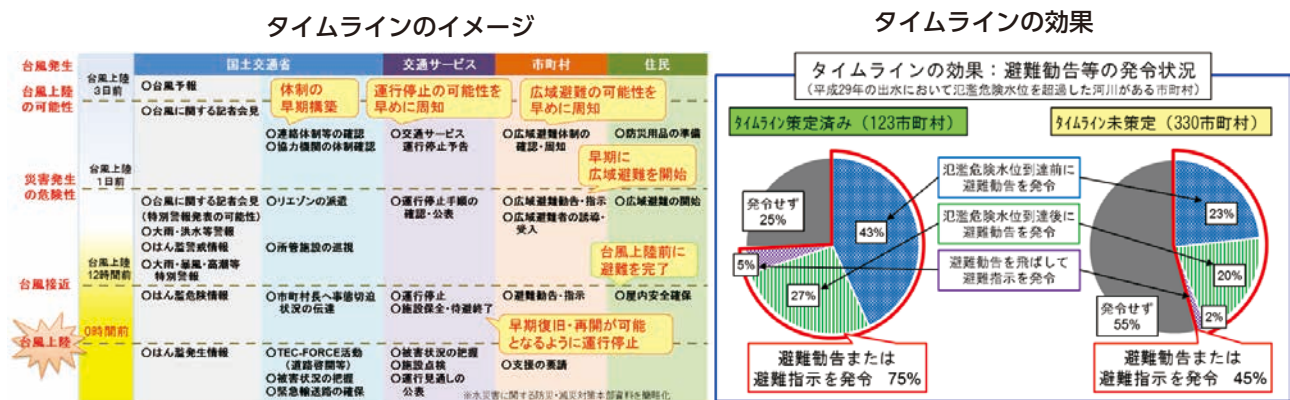 タイムラインのイメージ
台風発生
台風上陸
の可能性
災害発生
の危険性
台風接近
台風上陸
台風上陸
3日前
台風上陸
1日前
台風上陸
12時間前
0時間前
国土交通省
交通サービス
市町村
住民
○台風予報
体制の
早期構築
運行停止の可能性を
早めに周知
広域避難の可能性を
早めに周知
○台風に関する記者会見
○連絡体制等の確認
○協力機関の体制確認
○交通サービス
運行停止予告
○広域避難体制の
確認・周知
○防災用品の準備
早期に
広域避難を開始
○台風に関する記者会見
(特別警報発表の可能性)
○大雨・洪水等警報
○はん濫警戒情報
○大雨・暴風・高潮等
特別警報
○リエゾンの派遣
○所管施設の巡視
○運行停止手順の
確認・公表
○広域避難勧告・指示
○広域避難者の誘導・
受入
○広域避難の開始
台風上陸前に
避難を完了
○はん濫危険情報
○市町村長へ事態切迫
状況の伝達
○運行停止
○施設保全・待避終了
○避難勧告・指示
○屋内安全確保
早期復旧・再開が可能
となるように運行停止
○はん濫発生情報
○TEC-FORCE活動
(道路啓開等)
○被害状況の把握
○緊急輸送路の確保
○被害状況の把握
○施設点検
○運行見通しの
公表
○支援の要請
※水災害に関する防災・減災対策本部資料を簡略化
タイムラインの効果
タイムラインの効果：避難勧告等の発令状況
(平成29年の出水において氾濫危険水位を超過した河川がある市町村)
タイムライン策定済み(123市町村)
タイムライン未策定(330市町村)
氾濫危険水位到達前に
避難勧告を発令
氾濫危険水位到達後に
避難勧告を発令
避難勧告を飛ばして
避難指示を発令
発令せず
25%
43%
5%
27%
23%
20%
2%
発令せず
55%
避難勧告または
避難指示を発令 75%
避難勧告または
避難指示を発令 45%